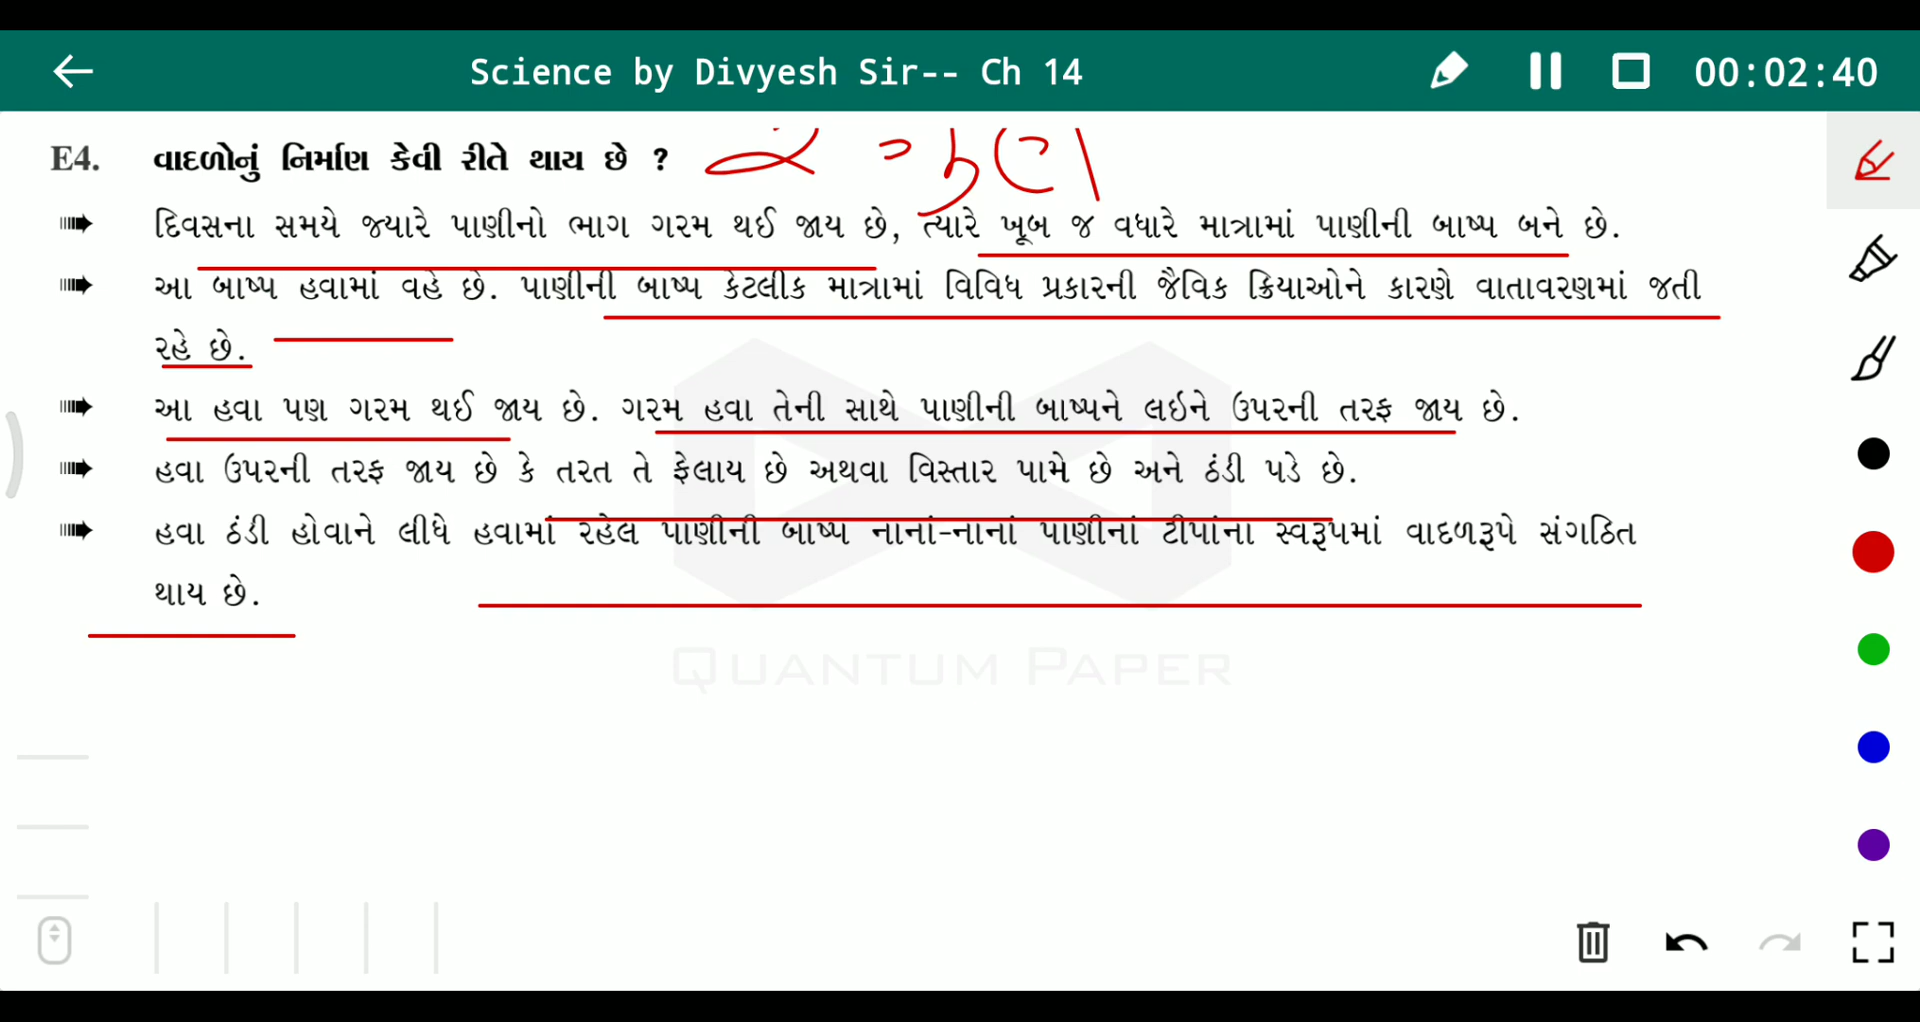 Science by Divyesh Sir-- Ch 14
00:02:40
E4. વાદળોનું નિર્માણ કેવી રીતે થાય છે ?
દિવસના સમયે જ્યારે પાણીનો ભાગ ગરમ થઈ જાય છે, ત્યારે ખૂબ જ વધારે માત્રામાં પાણીની બાષ્પ બને છે.
આ બાષ્પ હવામાં વહે છે. પાણીની બાષ્પ કેટલીક માત્રામાં વિવિધ પ્રકારની જૈવિક ક્રિયાઓને કારણે વાતાવરણમાં જતી
રહે છે.
આ હવા પણ ગરમ થઈ જાય છે. ગરમ હવા તેની સાથે પાણીની બાષ્પને લઇને ઉપરની તરફ જાય છે.
હવા ઉપરની તરફ જાય છે કે તરત તે ફેલાય છે અથવા વિસ્તાર પામે છે અને ઠંડી પડે છે.
હવા ઠંડી હોવાને લીધે હવામાં રહેલ પાણીની બાષ્પ નાનાં-નાનાં પાણીનાં ટીપાંના સ્વરૂપમાં વાદળરૂપે સંગઠિત
થાય છે.
QUANTUM PAPER